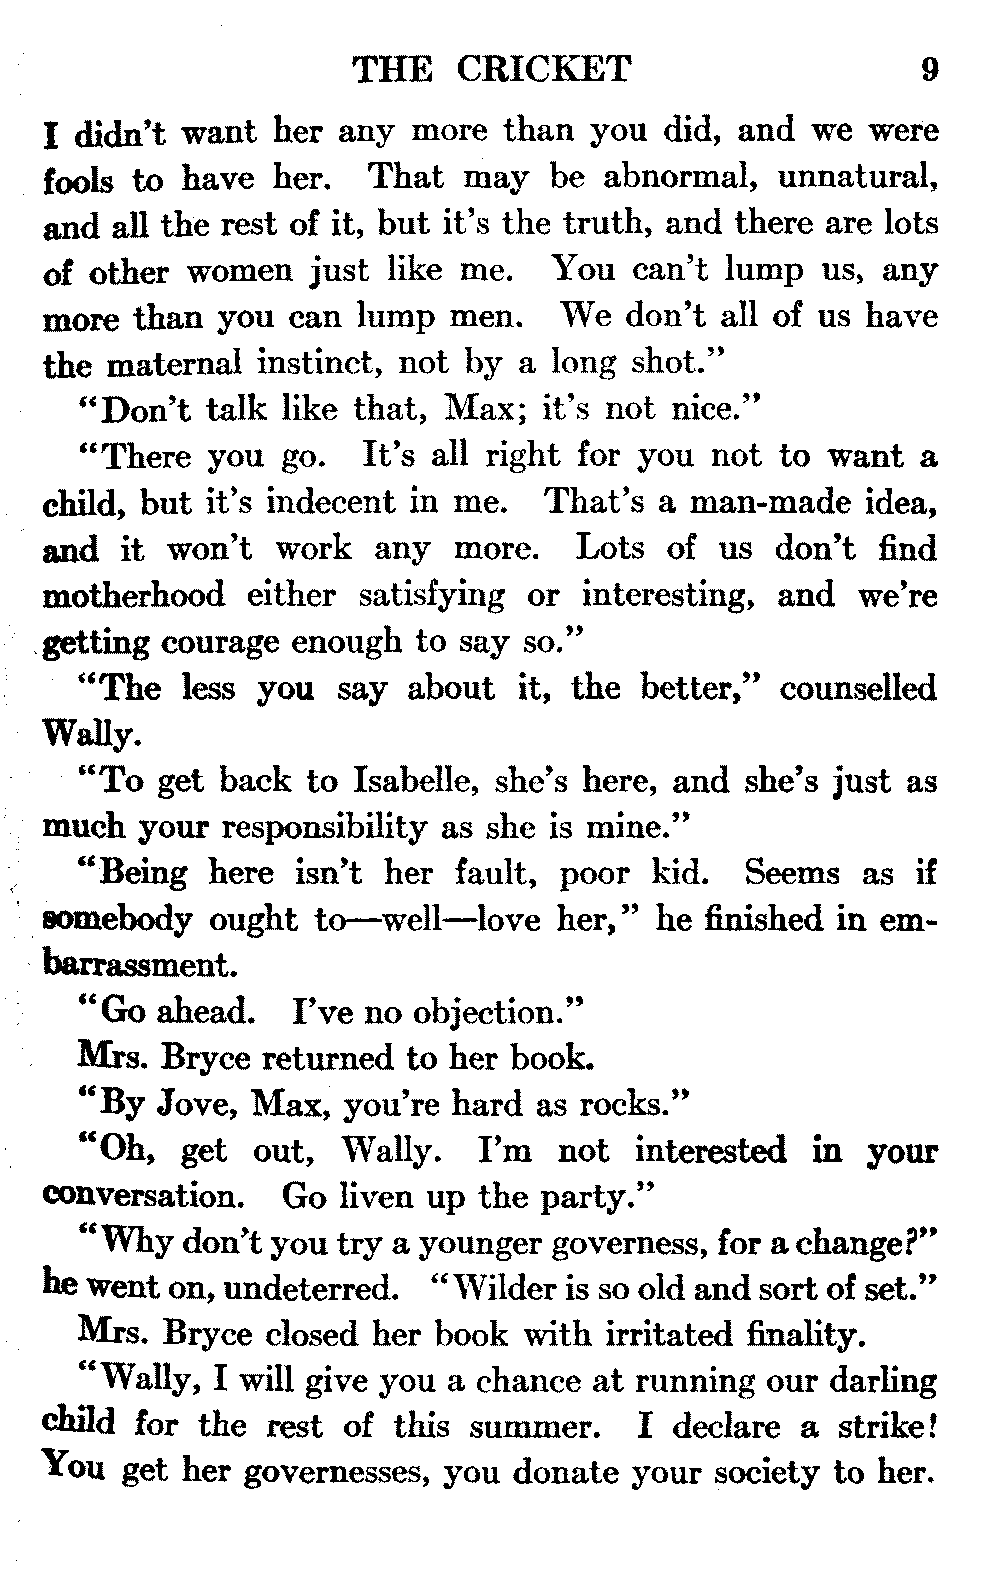 THE CRICKET 9
I didn't want her any more than you did, and we were
fools to have her. That may be abnormal, unnatural,
and all the rest of it, but it's the truth, and there are lots
of other women just like me. You can't lump us, any
more than you can lump men. We don't all of us have
the maternal instinct, not by a long shot."
"Don't talk like that, Max; it's not nice."
"There you go. It's all right for you not to want a
child, but it's indecent in me. That's a man-made idea,
and it won't work any more. Lots of us don't find
motherhood either satisfying or interesting, and we're
getting courage enough to say so."
"The less you say about it, the better," counselled
Wally.
"To get back to Isabelle, she's here, and she's just as
much your responsibility as she is mine."
"Being here isn't her fault, poor kid. Seems as if
somebody ought to—well—love her," he finished in em-
barrassment.
"Go ahead. I've no objection."
Mrs. Bryce returned to her book.
"By Jove, Max, you're hard as rocks."
"Oh, get out, Wally. I'm not interested in your
conversation. Go liven up the party."
"Why don't you try a younger governess, for a change?"
he went on, undeterred. "Wilder is so old and sort of set."
Mrs. Bryce closed her book with irritated finality.
"Wally, I will give you a chance at running our darling
child for the rest of this summer. I declare a strike!
You get her governesses, you donate your society to her.